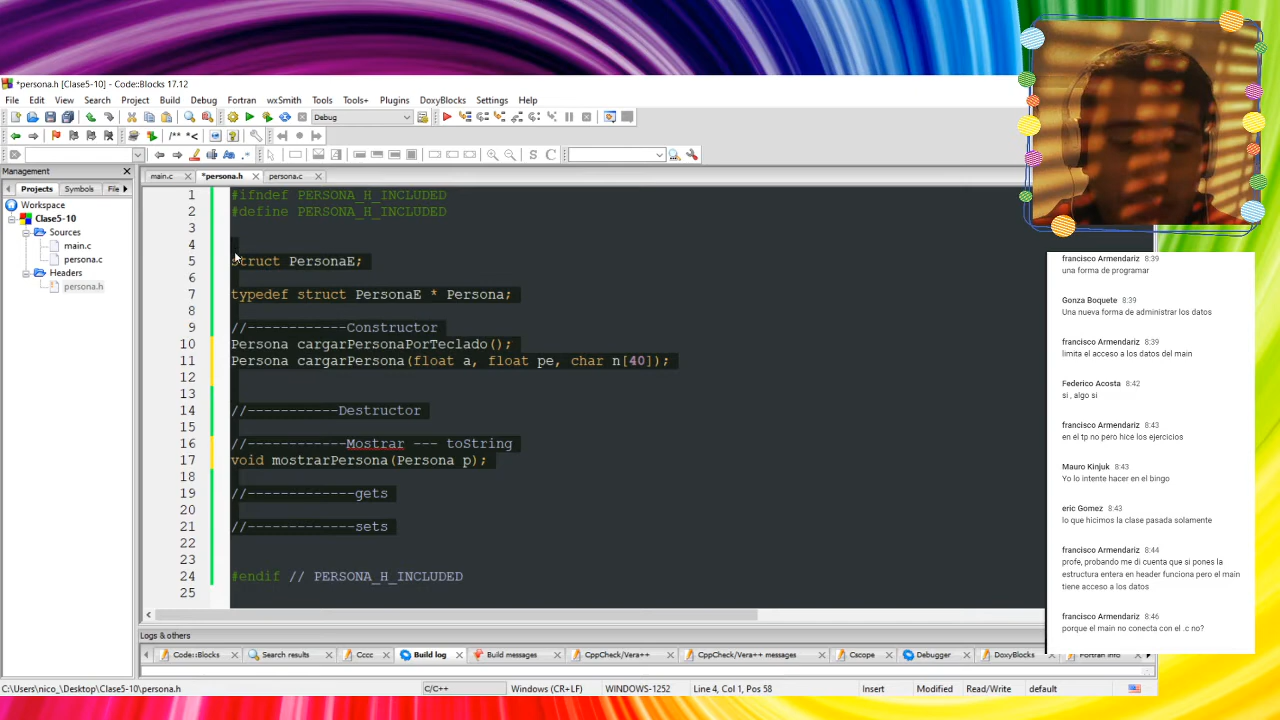 *persona.h [Clase5-10] - Code::Blocks 17.12
File Edit View Search Project Build Debug Fortran wxSmith Tools Tools+ Plugins DoxyBlocks Settings Help
Debug
/** *<
Aa .*
S C
Management
Projects Symbols File
Workspace
Clase5-10
Sources
main.c
persona.c
Headers
persona.h
main.c *persona.h persona.c
1 #ifndef PERSONA_H_INCLUDED
2 #define PERSONA_H_INCLUDED
3
4
5 struct PersonaE;
6
7 typedef struct PersonaE * Persona;
8
9 //------------Constructor
10 Persona cargarPersonaPorTeclado();
11 Persona cargarPersona(float a, float pe, char n[40]);
12
13
14 //-----------Destructor
15
16 //------------Mostrar --- toString
17 void mostrarPersona(Persona p);
18
19 //-------------gets
20
21 //-------------sets
22
23
24 #endif // PERSONA_H_INCLUDED
25
Logs & others
Code::Blocks Search results Cccc Build log Build messages CppCheck/Vera++ CppCheck/Vera++ messages Cscope Debugger DoxyBlocks Fortran info
C:\Users\nico_\Desktop\Clase5-10\persona.h C/C++ Windows (CR+LF) WINDOWS-1252 Line 4, Col 1, Pos 58 Insert Modified Read/Write default
francisco Armendariz 8:39
una forma de programar
Gonza Boquete 8:39
Una nueva forma de administrar los datos
francisco Armendariz 8:39
limita el acceso a los datos del main
Federico Acosta 8:42
si , algo si
francisco Armendariz 8:43
en el tp no pero hice los ejercicios
Mauro Kinjuk 8:43
Yo lo intente hacer en el bingo
eric Gomez 8:43
lo que hicimos la clase pasada solamente
francisco Armendariz 8:44
profe, probando me di cuenta que si pones la
estructura entera en header funciona pero el main
tiene acceso a los datos
francisco Armendariz 8:46
porque el main no conecta con el .c no?